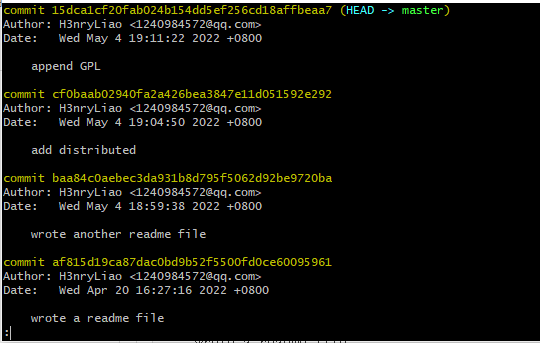 commit 15dca1cf20fab024b154dd5ef256cd18affbeaa7 (HEAD -> master)
Author: H3nryLiao <1240984572@qq.com>
Date:   Wed May 4 19:11:22 2022 +0800
append GPL
commit cf0baab02940fa2a426bea3847e11d051592e292
Author: H3nryLiao <1240984572@qq.com>
Date:   Wed May 4 19:04:50 2022 +0800
add distributed
commit baa84c0aebec3da931b8d795f5062d92be9720ba
Author: H3nryLiao <1240984572@qq.com>
Date:   Wed May 4 18:59:38 2022 +0800
wrote another readme file
commit af815d19ca87dac0bd9b52f5500fd0ce60095961
Author: H3nryLiao <1240984572@qq.com>
Date:   Wed Apr 20 16:27:16 2022 +0800
wrote a readme file
: